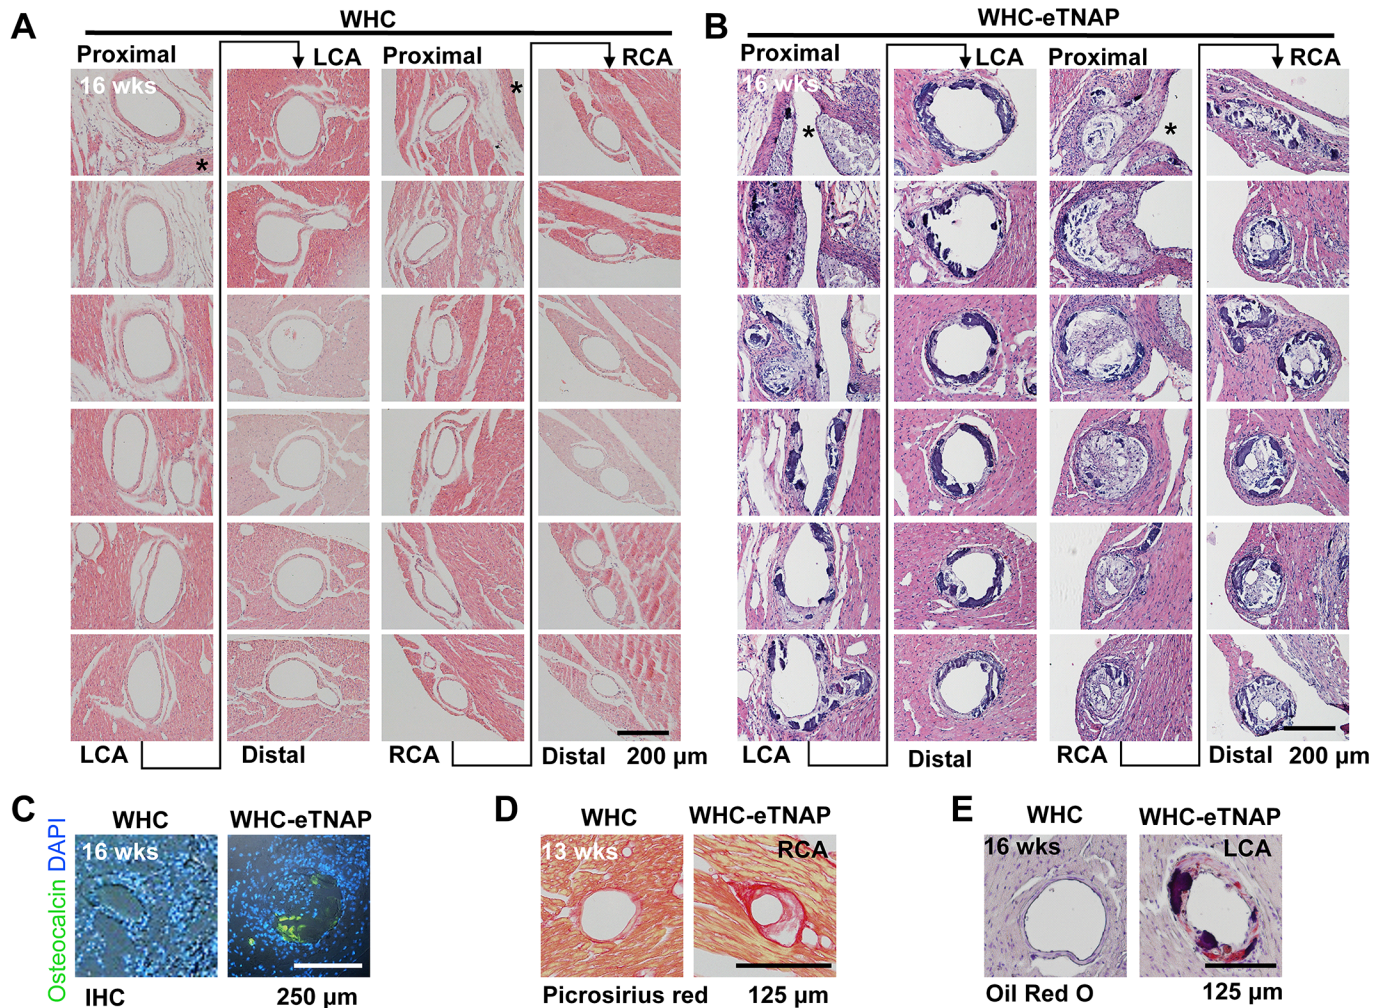 A
WHC
Proximal
LCA
Proximal
RCA
16 wks
*
*
LCA
Distal
RCA
Distal
200 µm
B
WHC-eTNAP
Proximal
LCA
Proximal
RCA
16 wks
*
*
LCA
Distal
RCA
Distal
200 µm
C
WHC
WHC-eTNAP
Osteocalcin DAPI
16 wks
IHC
250 µm
D
WHC
WHC-eTNAP
13 wks
RCA
Picrosirius red
125 µm
E
WHC
WHC-eTNAP
16 wks
LCA
Oil Red O
125 µm